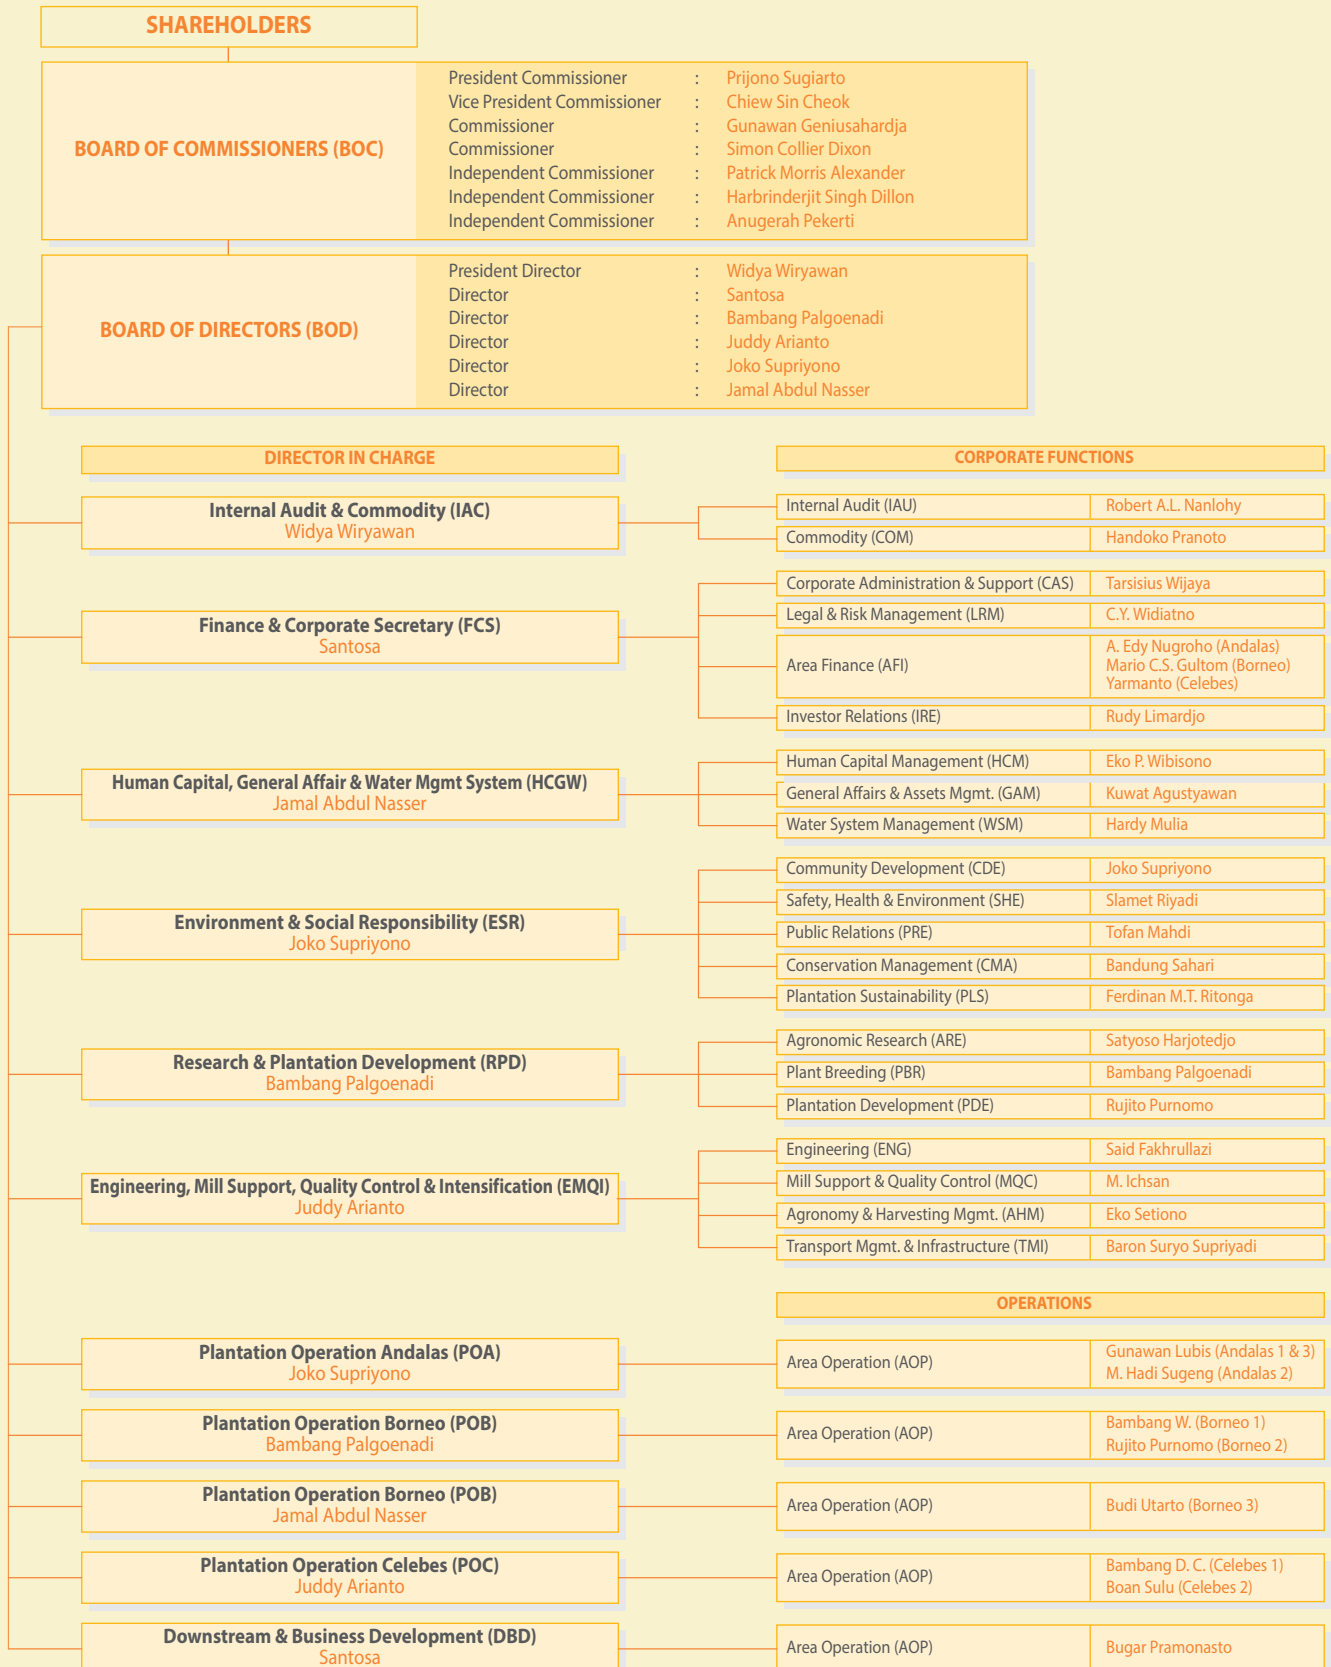 SHAREHOLDERS
BOARD OF COMMISSIONERS (BOC)
President Commissioner : Prijono Sugiarto
Vice President Commissioner : Chiew Sin Cheok
Commissioner : Gunawan Geniusahardja
Commissioner : Simon Collier Dixon
Independent Commissioner : Patrick Morris Alexander
Independent Commissioner : Harbrinderjit Singh Dillon
Independent Commissioner : Anugerah Pekerti
BOARD OF DIRECTORS (BOD)
President Director : Widya Wiryawan
Director : Santosa
Director : Bambang Palgoenadi
Director : Juddy Arianto
Director : Joko Supriyono
Director : Jamal Abdul Nasser
DIRECTOR IN CHARGE
CORPORATE FUNCTIONS
Internal Audit & Commodity (IAC)
Widya Wiryawan
Internal Audit (IAU) Robert A.L. Nanlohy
Commodity (COM) Handoko Pranoto
Finance & Corporate Secretary (FCS)
Santosa
Corporate Administration & Support (CAS) Tarsisius Wijaya
Legal & Risk Management (LRM) C.Y. Widiatno
Area Finance (AFI)
A. Edy Nugroho (Andalas)
Mario C.S. Gultom (Borneo)
Yarmanto (Celebes)
Investor Relations (IRE) Rudy Limardjo
Human Capital, General Affair & Water Mgmt System (HCGW)
Jamal Abdul Nasser
Human Capital Management (HCM) Eko P. Wibisono
General Affairs & Assets Mgmt. (GAM) Kuwat Agustyawan
Water System Management (WSM) Hardy Mulia
Environment & Social Responsibility (ESR)
Joko Supriyono
Community Development (CDE) Joko Supriyono
Safety, Health & Environment (SHE) Slamet Riyadi
Public Relations (PRE) Tofan Mahdi
Conservation Management (CMA) Bandung Sahari
Plantation Sustainability (PLS) Ferdinan M.T. Ritonga
Research & Plantation Development (RPD)
Bambang Palgoenadi
Agronomic Research (ARE) Satyoso Harjotedjo
Plant Breeding (PBR) Bambang Palgoenadi
Plantation Development (PDE) Rujito Purnomo
Engineering, Mill Support, Quality Control & Intensification (EMQI)
Juddy Arianto
Engineering (ENG) Said Fakhrullazi
Mill Support & Quality Control (MQC) M. Ichsan
Agronomy & Harvesting Mgmt. (AHM) Eko Setiono
Transport Mgmt. & Infrastructure (TMI) Baron Suryo Supriyadi
OPERATIONS
Plantation Operation Andalas (POA)
Joko Supriyono
Area Operation (AOP)
Gunawan Lubis (Andalas 1 & 3)
M. Hadi Sugeng (Andalas 2)
Plantation Operation Borneo (POB)
Bambang Palgoenadi
Area Operation (AOP)
Bambang W. (Borneo 1)
Rujito Purnomo (Borneo 2)
Plantation Operation Borneo (POB)
Jamal Abdul Nasser
Area Operation (AOP) Budi Utarto (Borneo 3)
Plantation Operation Celebes (POC)
Juddy Arianto
Area Operation (AOP)
Bambang D. C. (Celebes 1)
Boan Sulu (Celebes 2)
Downstream & Business Development (DBD)
Santosa
Area Operation (AOP) Bugar Pramonasto